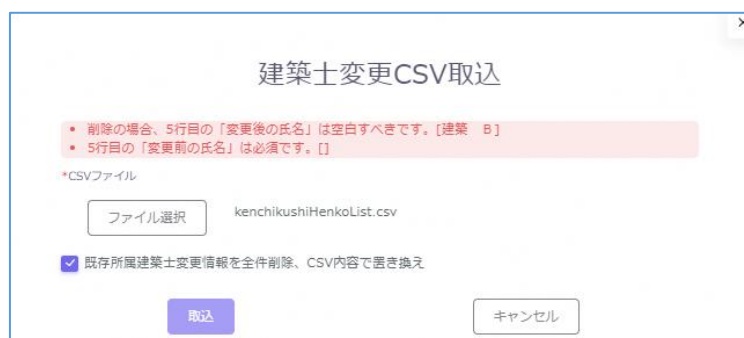 ×
建築士変更CSV取込
• 削除の場合、5行目の「変更後の氏名」は空白すべきです。[建築　B]
• 5行目の「変更前の氏名」は必須です。[]
*CSVファイル
ファイル選択 kenchikushiHenkoList.csv
既存所属建築士変更情報を全件削除、CSV内容で置き換え
取込 キャンセル